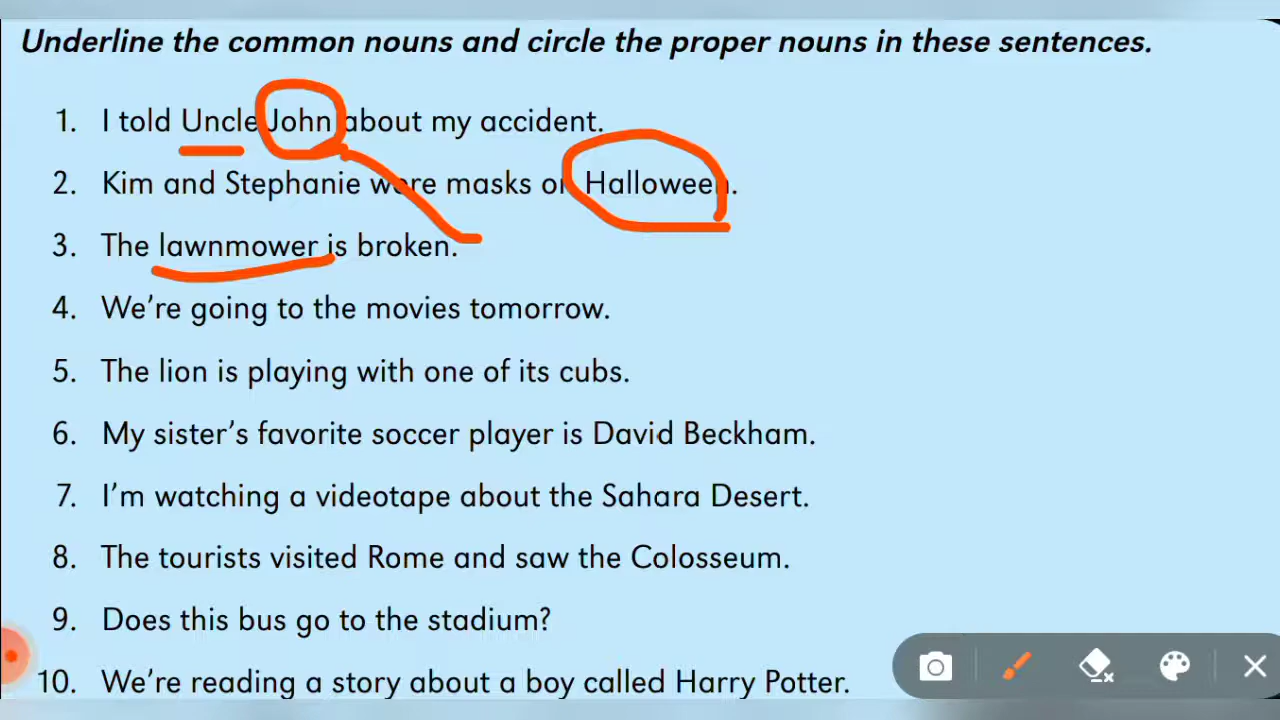 Underline the common nouns and circle the proper nouns in these sentences.
1. I told Uncle John about my accident.
2. Kim and Stephanie wore masks on Halloween.
3. The lawnmower is broken.
4. We're going to the movies tomorrow.
5. The lion is playing with one of its cubs.
6. My sister's favorite soccer player is David Beckham.
7. I'm watching a videotape about the Sahara Desert.
8. The tourists visited Rome and saw the Colosseum.
9. Does this bus go to the stadium?
10. We're reading a story about a boy called Harry Potter.